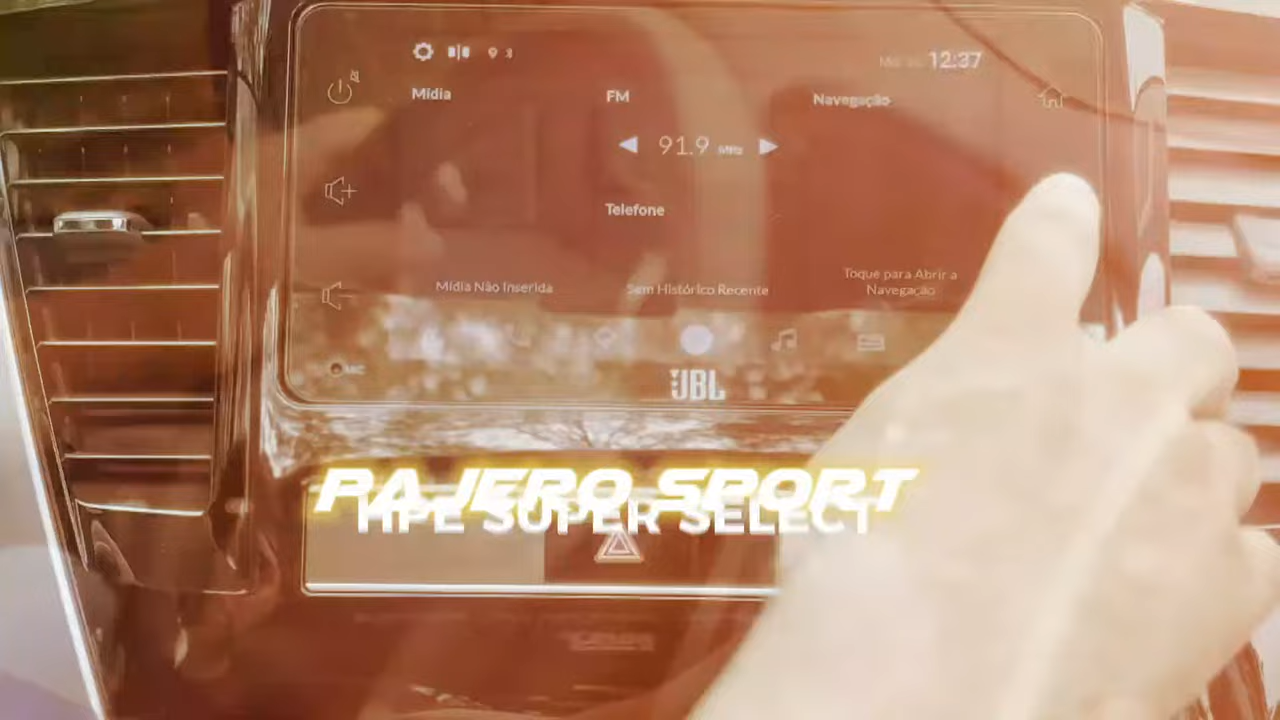 12:37
Mídia
FM
Navegação
91.9 MHz
Telefone
Mídia Não Inserida
Sem Histórico Recente
Toque para Abrir a
Navegação
JBL
PAJERO SPORT
HPE SUPER SELECT